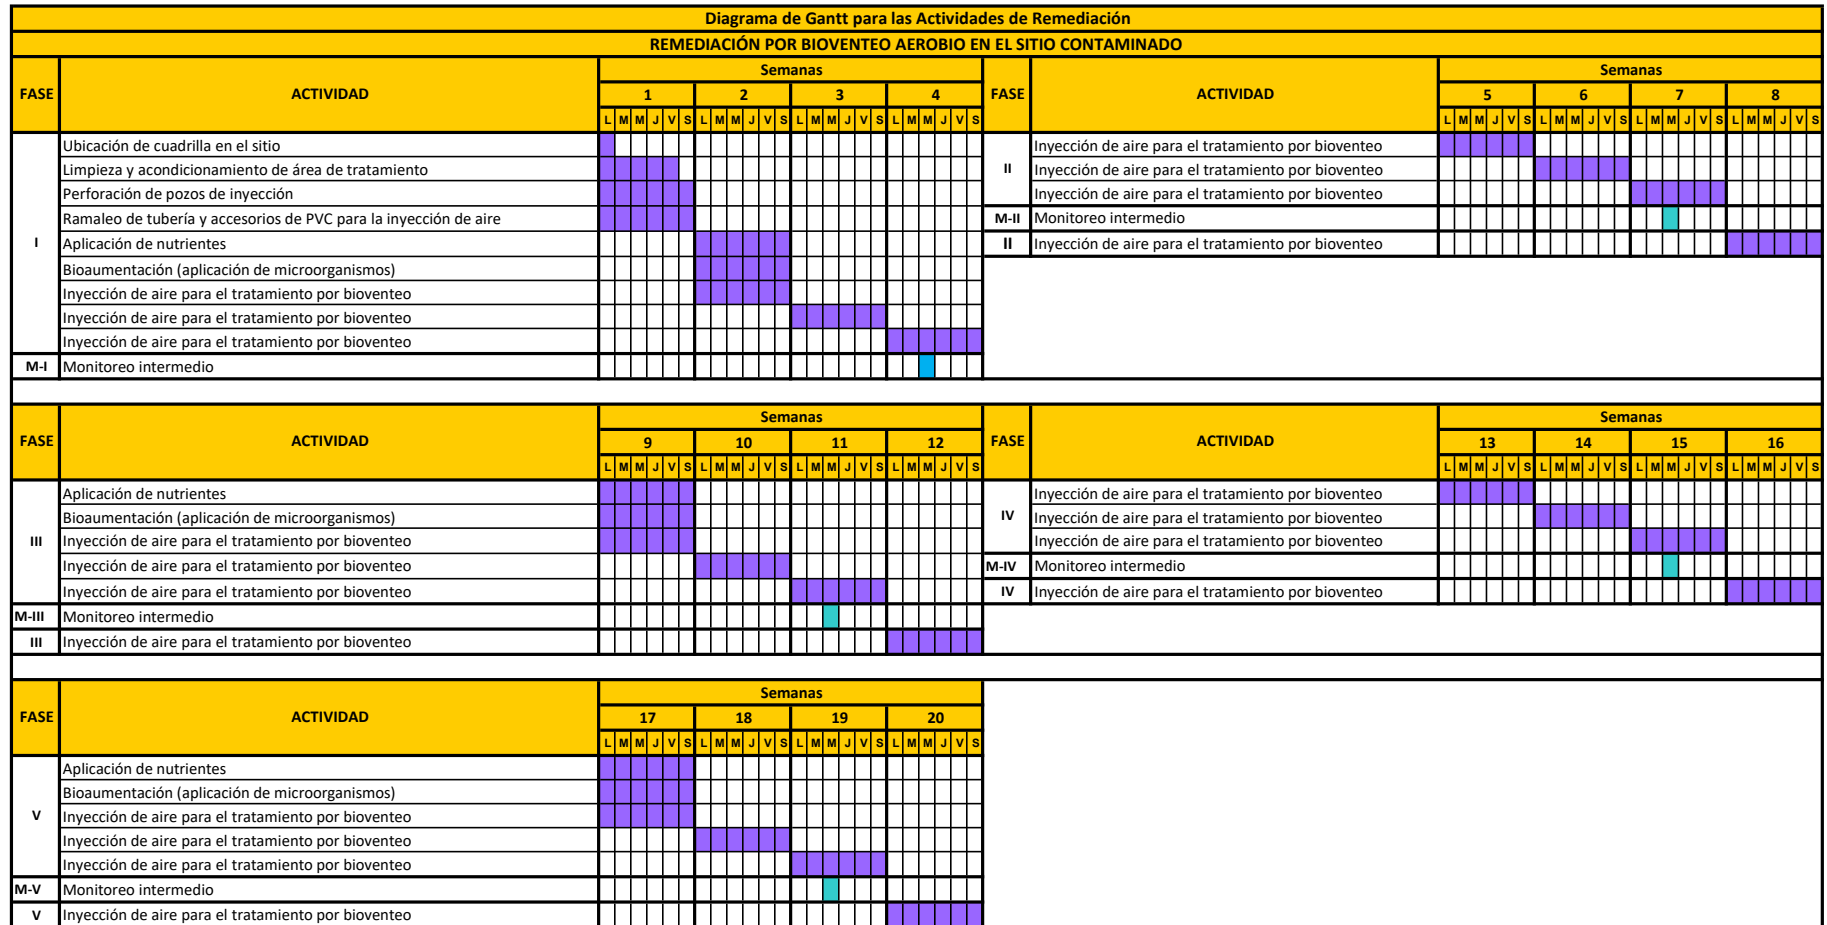 Diagrama de Gantt para las Actividades de Remediación
REMEDIACIÓN POR BIOVENTEO AEROBIO EN EL SITIO CONTAMINADO
FASE ACTIVIDAD Semanas
1 2 3 4
L M M J V S L M M J V S L M M J V S L M M J V S
I
Ubicación de cuadrilla en el sitio
Limpieza y acondicionamiento de área de tratamiento
Perforación de pozos de inyección
Ramaleo de tubería y accesorios de PVC para la inyección de aire
Aplicación de nutrientes
Bioaumentación (aplicación de microorganismos)
Inyección de aire para el tratamiento por bioventeo
Inyección de aire para el tratamiento por bioventeo
Inyección de aire para el tratamiento por bioventeo
M-I Monitoreo intermedio
FASE ACTIVIDAD Semanas
5 6 7 8
L M M J V S L M M J V S L M M J V S L M M J V S
II
Inyección de aire para el tratamiento por bioventeo
Inyección de aire para el tratamiento por bioventeo
Inyección de aire para el tratamiento por bioventeo
M-II Monitoreo intermedio
II Inyección de aire para el tratamiento por bioventeo
FASE ACTIVIDAD Semanas
9 10 11 12
L M M J V S L M M J V S L M M J V S L M M J V S
III
Aplicación de nutrientes
Bioaumentación (aplicación de microorganismos)
Inyección de aire para el tratamiento por bioventeo
Inyección de aire para el tratamiento por bioventeo
Inyección de aire para el tratamiento por bioventeo
M-III Monitoreo intermedio
III Inyección de aire para el tratamiento por bioventeo
FASE ACTIVIDAD Semanas
13 14 15 16
L M M J V S L M M J V S L M M J V S L M M J V S
IV
Inyección de aire para el tratamiento por bioventeo
Inyección de aire para el tratamiento por bioventeo
Inyección de aire para el tratamiento por bioventeo
M-IV Monitoreo intermedio
IV Inyección de aire para el tratamiento por bioventeo
FASE ACTIVIDAD Semanas
17 18 19 20
L M M J V S L M M J V S L M M J V S L M M J V S
V
Aplicación de nutrientes
Bioaumentación (aplicación de microorganismos)
Inyección de aire para el tratamiento por bioventeo
Inyección de aire para el tratamiento por bioventeo
Inyección de aire para el tratamiento por bioventeo
M-V Monitoreo intermedio
V Inyección de aire para el tratamiento por bioventeo